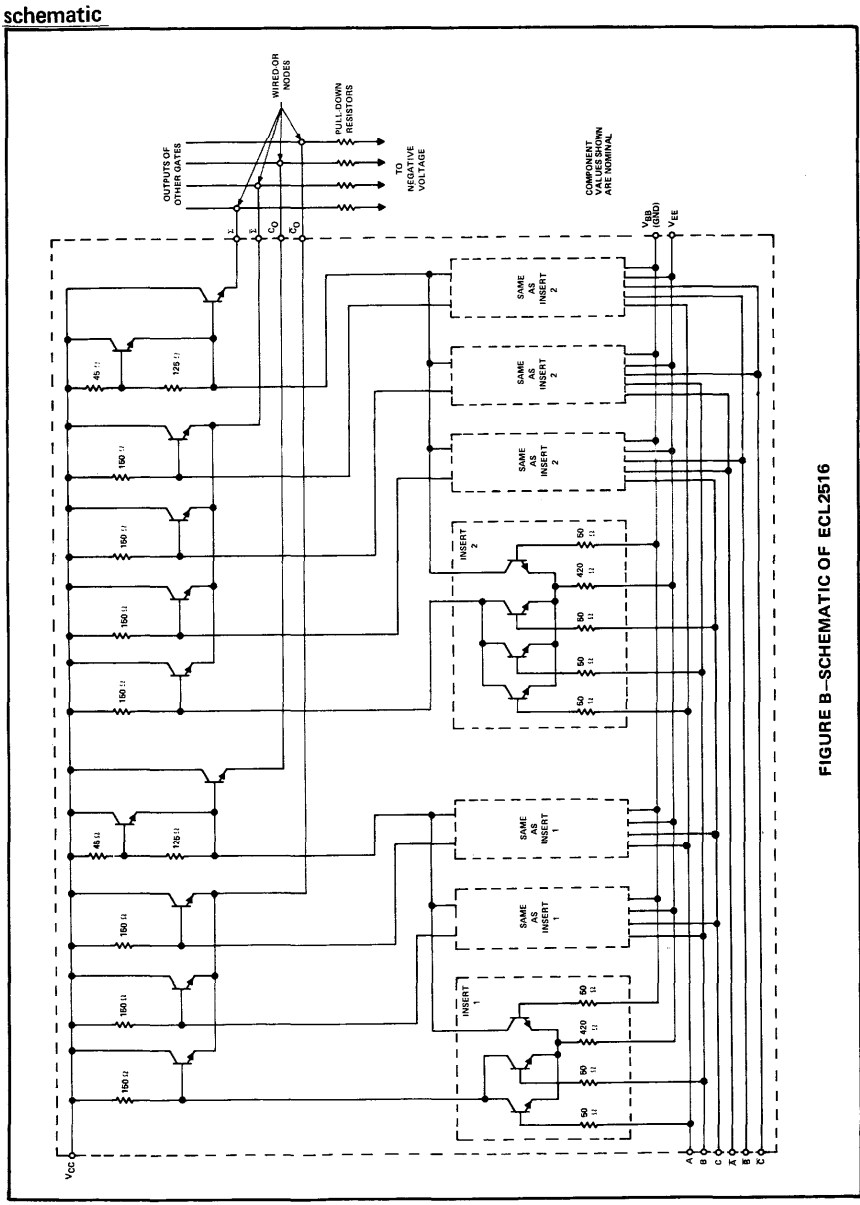 schematic
OUTPUTS OF
OTHER GATES
WIRED-OR
NODES
PULL-DOWN
RESISTORS
TO
NEGATIVE
VOLTAGE
COMPONENT
VALUES SHOWN
ARE NOMINAL
Σ
Σ̅
CO
C̅O
VBB
(GND)
VEE
VCC
150 Ω
150 Ω
150 Ω
45 Ω
125 Ω
150 Ω
150 Ω
150 Ω
150 Ω
45 Ω
125 Ω
INSERT
1
50
Ω
50
Ω
420
Ω
50
Ω
SAME
AS
INSERT
1
SAME
AS
INSERT
1
INSERT
2
50
Ω
50
Ω
50
Ω
420
Ω
50
Ω
SAME
AS
INSERT
2
SAME
AS
INSERT
2
SAME
AS
INSERT
2
A
B
C
A̅
B̅
C̅
FIGURE B–SCHEMATIC OF ECL2516